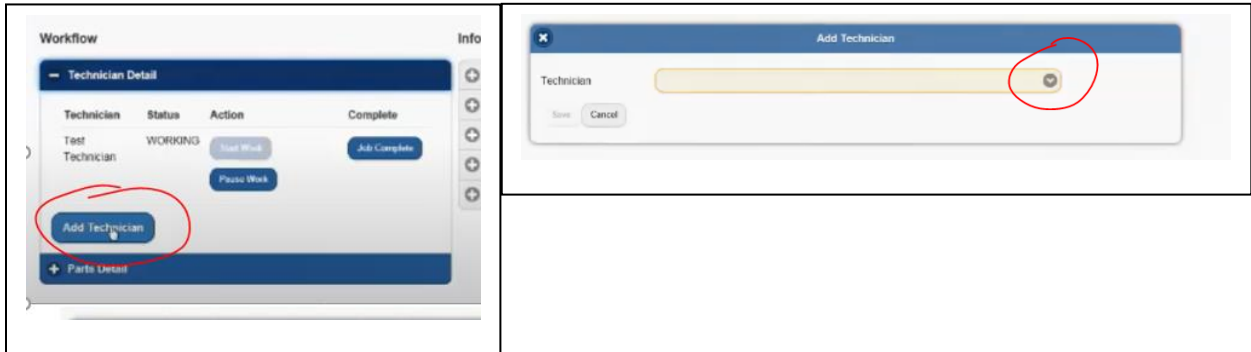 Workflow
Info
Technician Detail
Technician Status Action Complete
Test Technician WORKING Start Work Job Complete
Pause Work
Add Technician
Parts Detail
Add Technician
Technician
Save Cancel